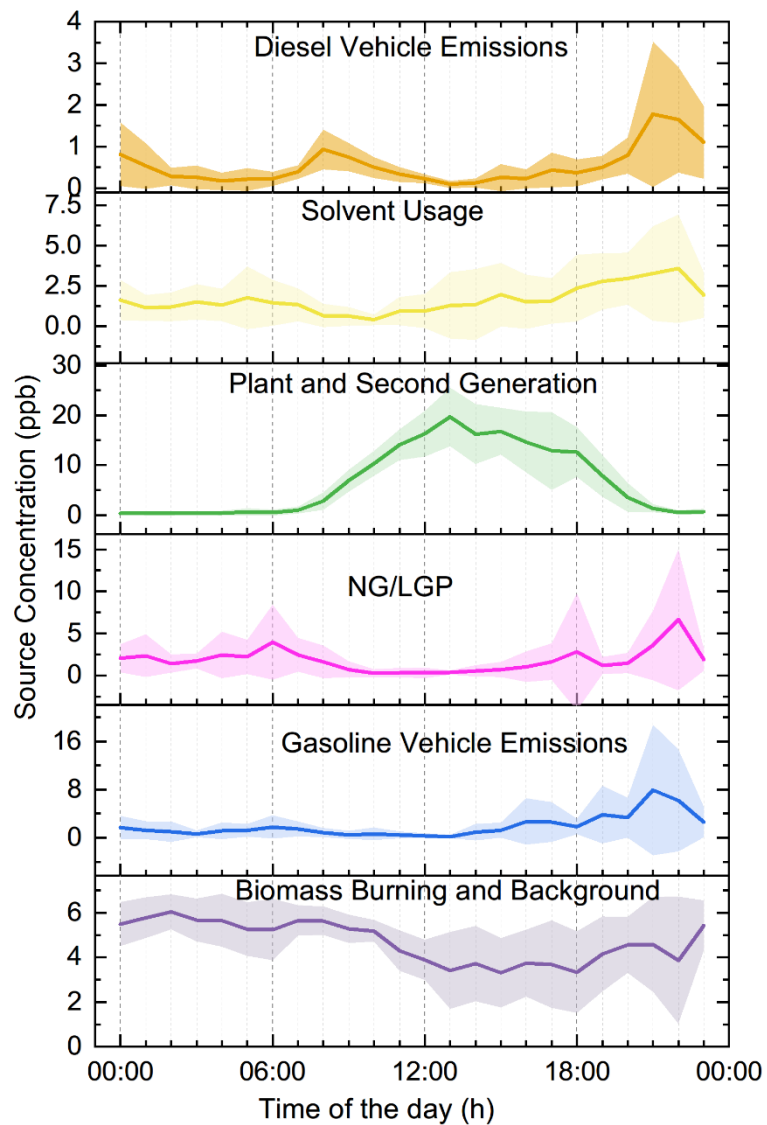 Diesel Vehicle Emissions
4
3
2
1
0
Solvent Usage
7.5
5.0
2.5
0.0
Plant and Second Generation
30
20
10
0
NG/LGP
15
10
5
0
Gasoline Vehicle Emissions
16
8
0
Biomass Burning and Background
6
4
2
0
Source Concentration (ppb)
00:00 06:00 12:00 18:00 00:00
Time of the day (h)